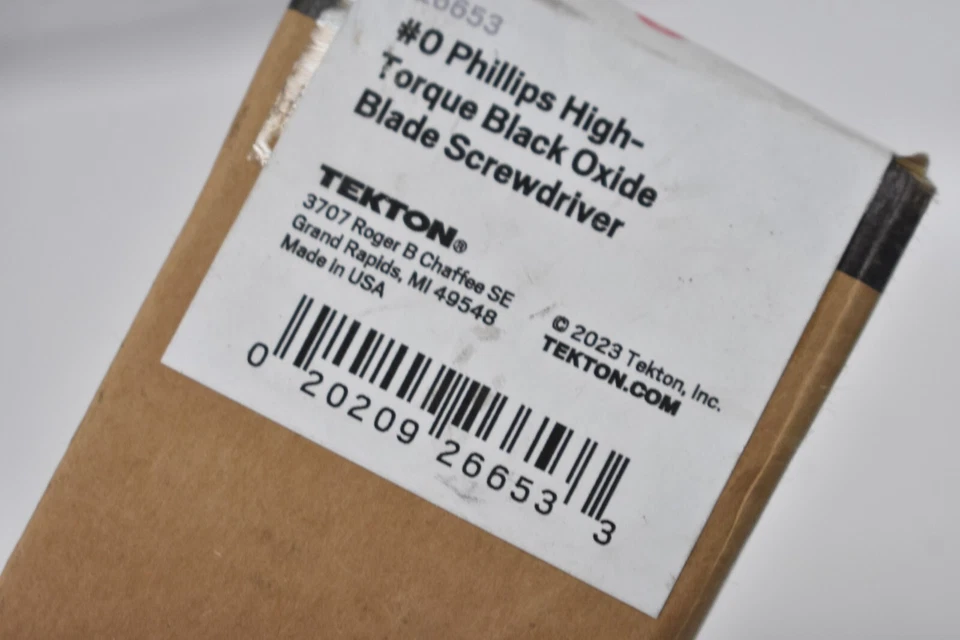 26653
#0 Phillips High-
Torque Black Oxide
Blade Screwdriver
TEKTON®
3707 Roger B Chaffee SE
Grand Rapids, MI 49548
Made in USA
© 2023 Tekton, Inc.
TEKTON.COM
0 20209 26653 3